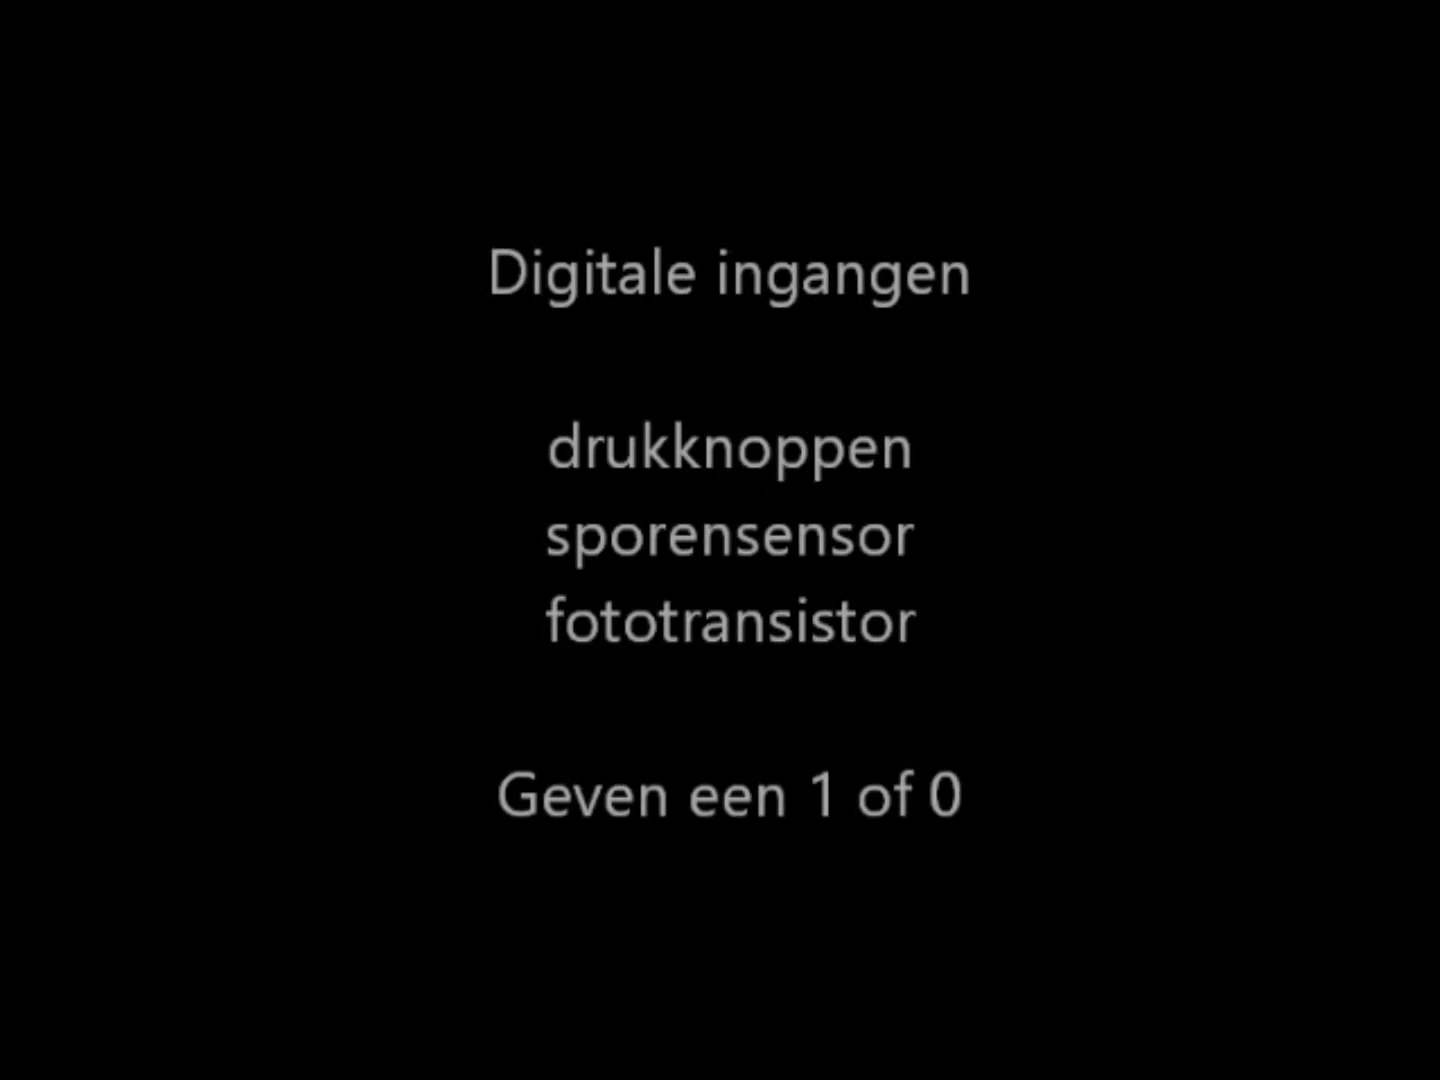 Digitale ingangen
drukknoppen
sporensensor
fototransistor
Geven een 1 of 0